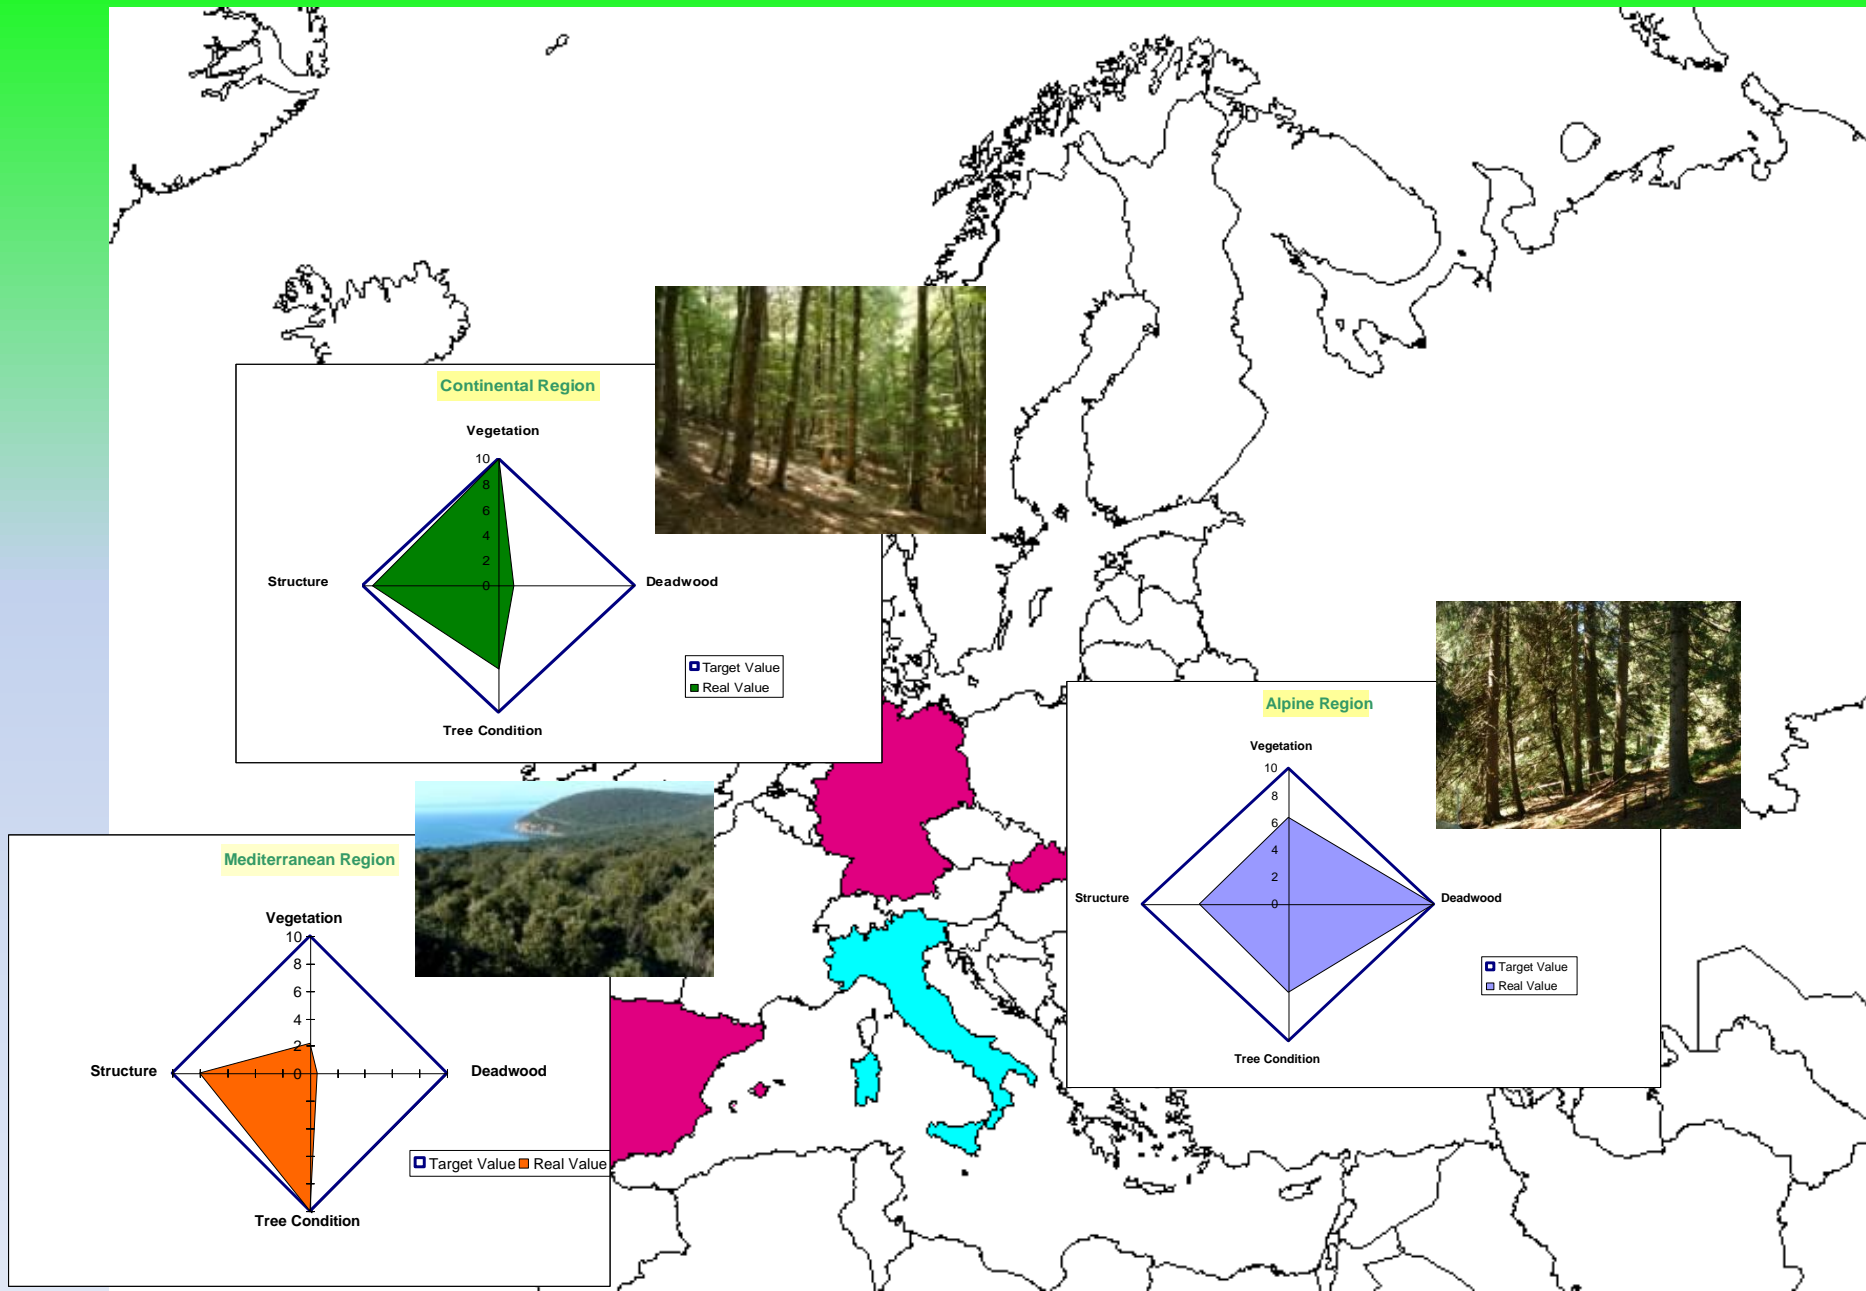 Continental Region
Vegetation
10
8
6
4
2
0
Structure
Deadwood
Tree Condition
Target Value
Real Value
Alpine Region
Vegetation
10
8
6
4
2
0
Structure
Deadwood
Tree Condition
Target Value
Real Value
Mediterranean Region
Vegetation
10
8
6
4
2
0
Structure
Deadwood
Tree Condition
Target Value Real Value